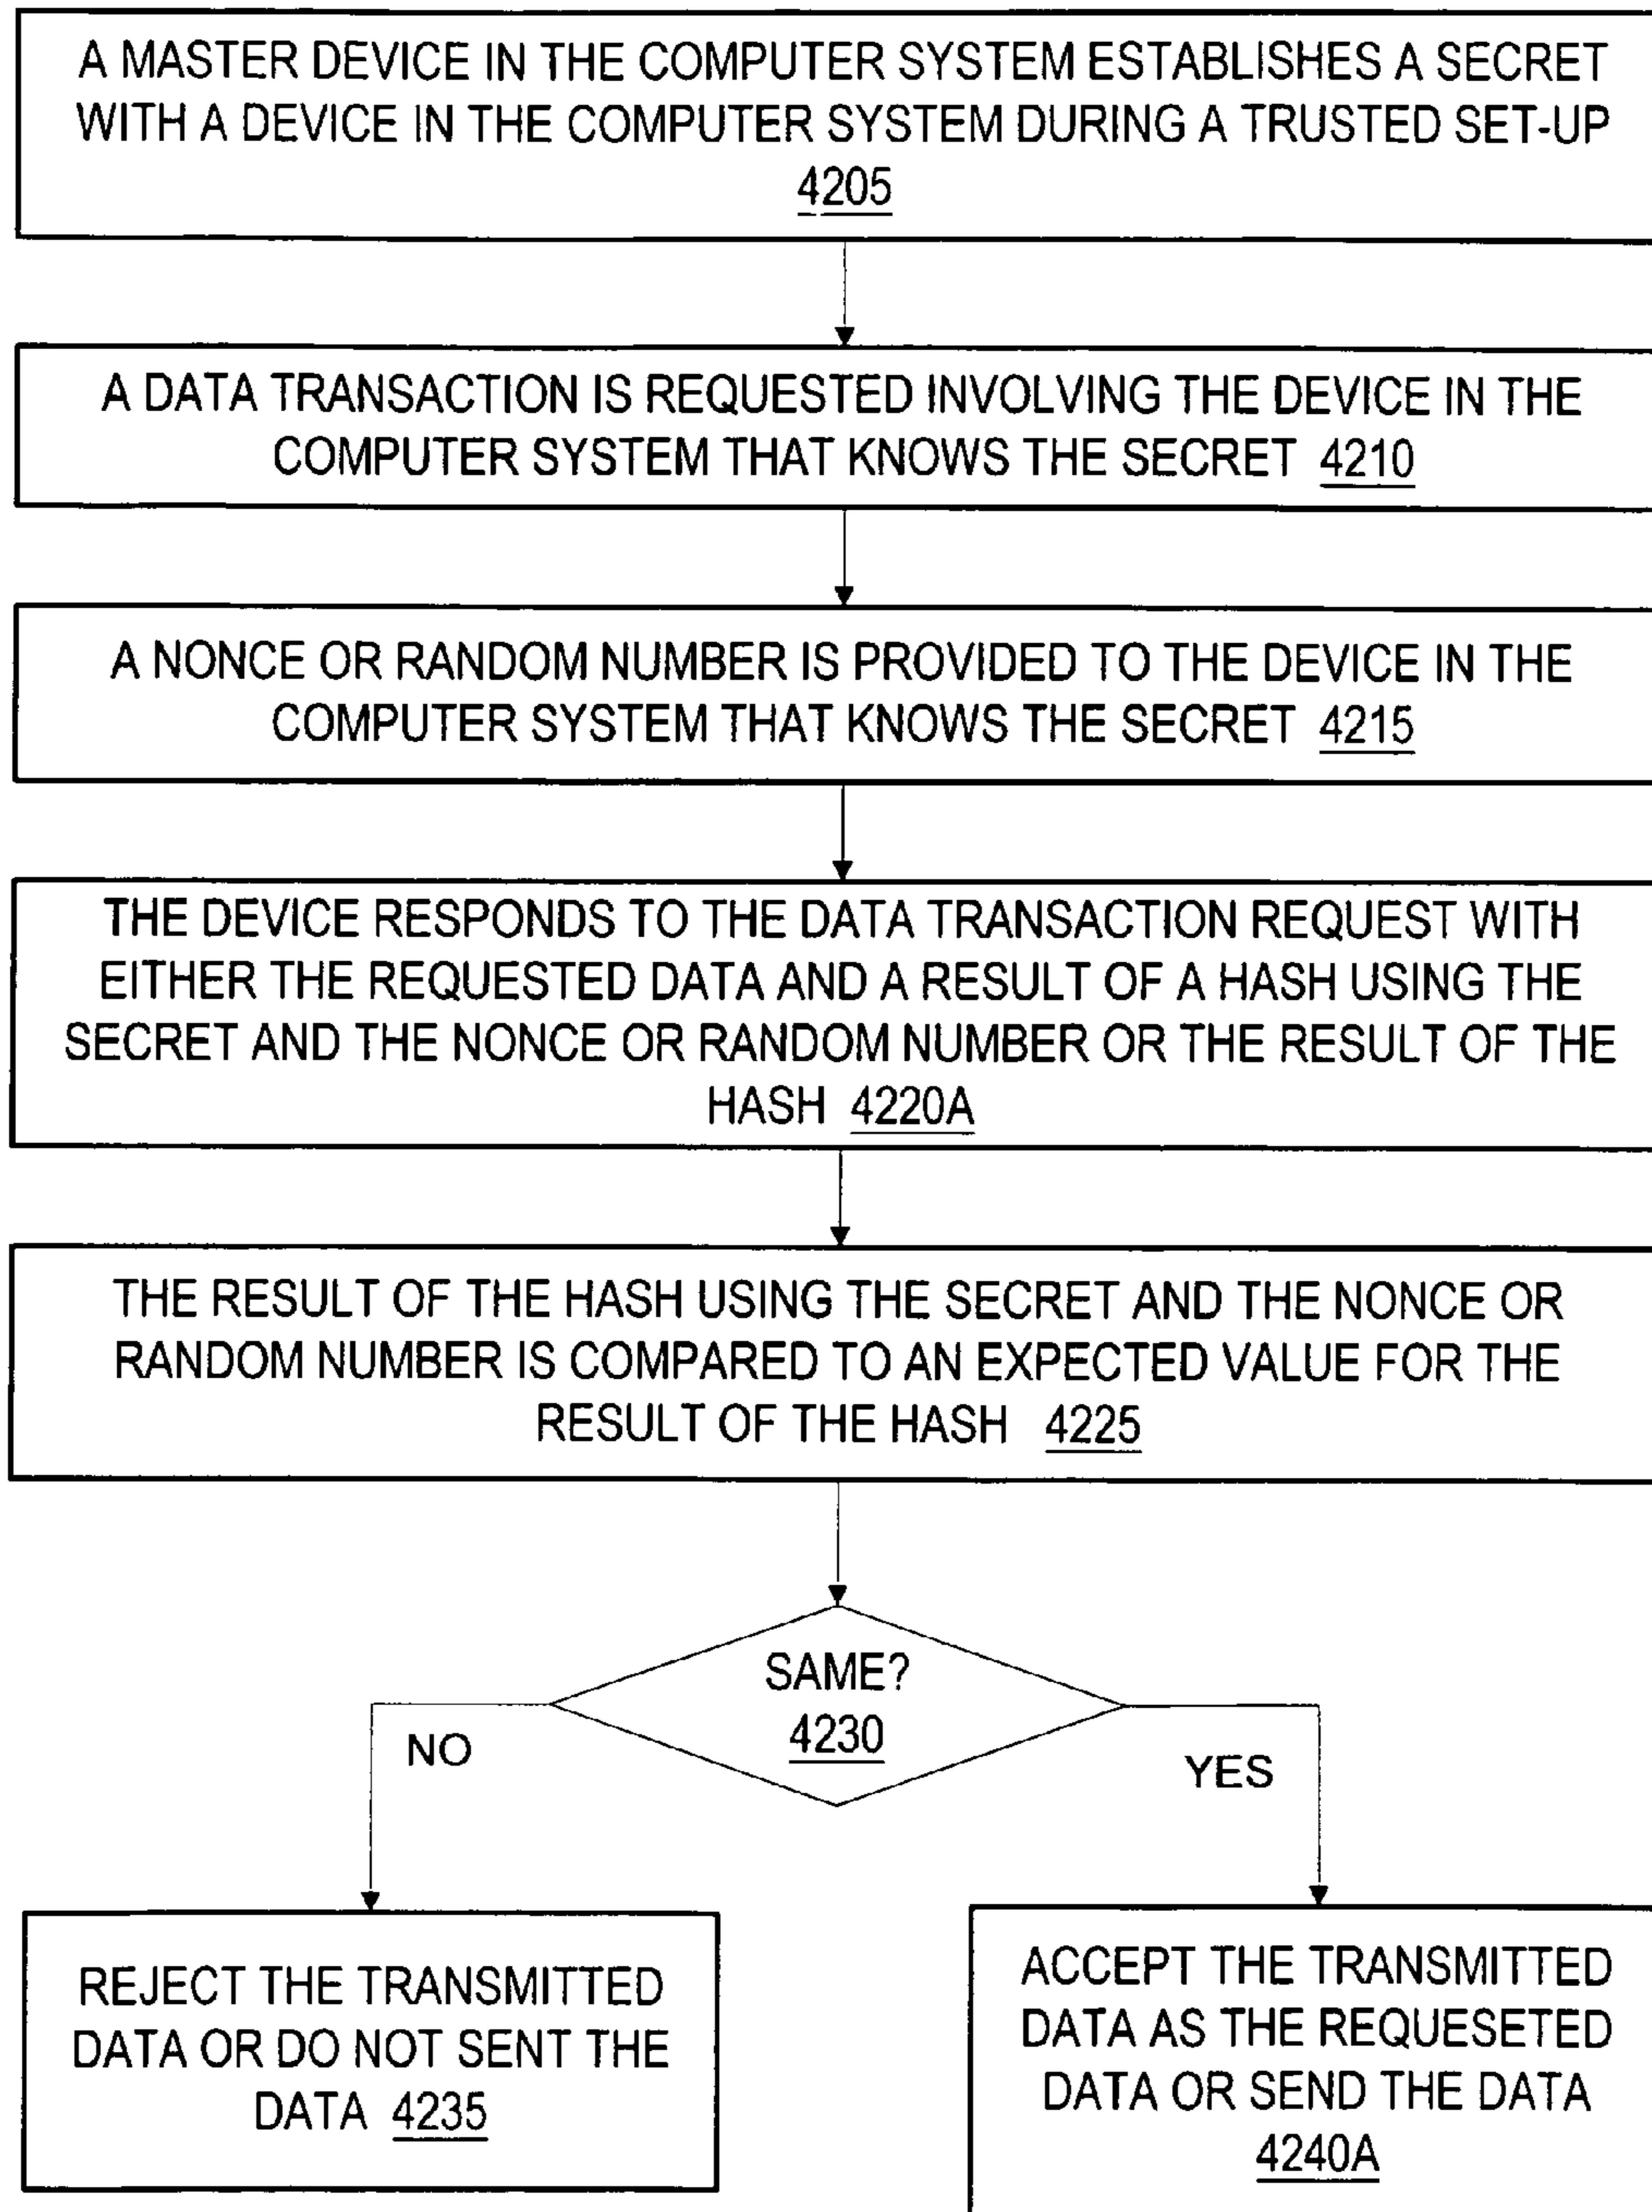 A MASTER DEVICE IN THE COMPUTER SYSTEM ESTABLISHES A SECRET
WITH A DEVICE IN THE COMPUTER SYSTEM DURING A TRUSTED SET-UP
4205
A DATA TRANSACTION IS REQUESTED INVOLVING THE DEVICE IN THE
COMPUTER SYSTEM THAT KNOWS THE SECRET 4210
A NONCE OR RANDOM NUMBER IS PROVIDED TO THE DEVICE IN THE
COMPUTER SYSTEM THAT KNOWS THE SECRET 4215
THE DEVICE RESPONDS TO THE DATA TRANSACTION REQUEST WITH
EITHER THE REQUESTED DATA AND A RESULT OF A HASH USING THE
SECRET AND THE NONCE OR RANDOM NUMBER OR THE RESULT OF THE
HASH 4220A
THE RESULT OF THE HASH USING THE SECRET AND THE NONCE OR
RANDOM NUMBER IS COMPARED TO AN EXPECTED VALUE FOR THE
RESULT OF THE HASH 4225
SAME?
4230
NO
YES
REJECT THE TRANSMITTED
DATA OR DO NOT SENT THE
DATA 4235
ACCEPT THE TRANSMITTED
DATA AS THE REQUESETED
DATA OR SEND THE DATA
4240A